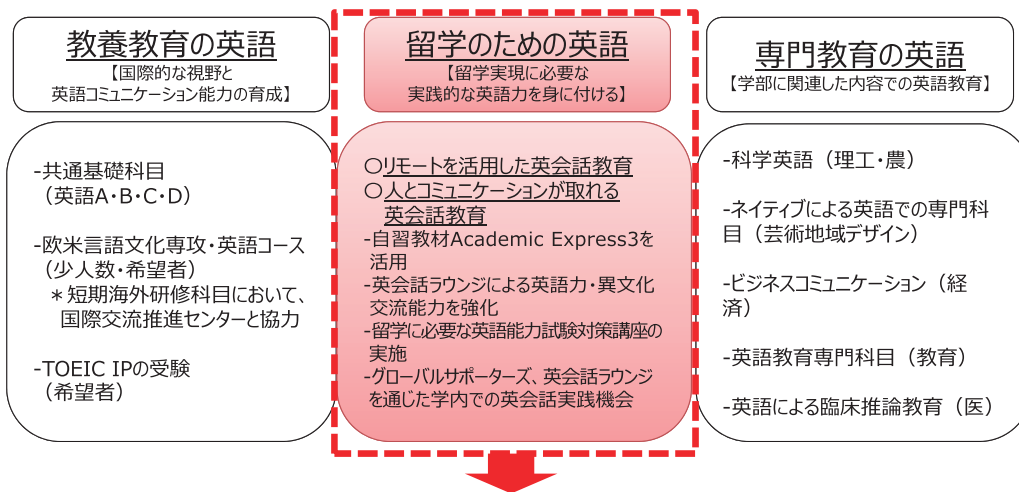 教養教育の英語
【国際的な視野と
英語コミュニケーション能力の育成】
-共通基礎科目
（英語A・B・C・D）
-欧米言語文化専攻・英語コース
（少人数・希望者）
＊短期海外研修科目において、
国際交流推進センターと協力
-TOEIC IPの受験
（希望者）
留学のための英語
【留学実現に必要な
実践的な英語力を身に付ける】
○リモートを活用した英会話教育
○人とコミュニケーションが取れる
英会話教育
-自習教材Academic Express3を
活用
-英会話ラウンジによる英語力・異文化
交流能力を強化
-留学に必要な英語能力試験対策講座の
実施
-グローバルサポーターズ、英会話ラウンジ
を通じた学内での英会話実践機会
専門教育の英語
【学部に関連した内容での英語教育】
-科学英語（理工・農）
-ネイティブによる英語での専門科
目（芸術地域デザイン）
-ビジネスコミュニケーション（経
済）
-英語教育専門科目（教育）
-英語による臨床推論教育（医）